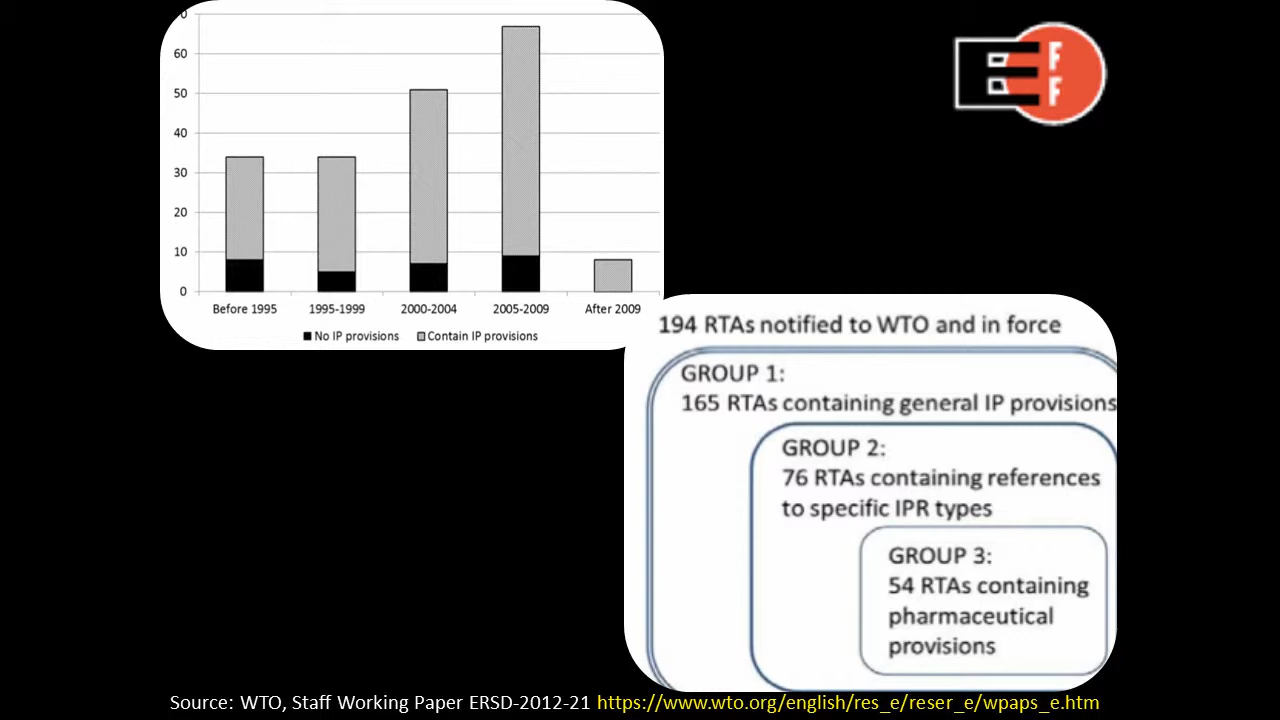 60
50
40
30
20
10
0
Before 1995 1995-1999 2000-2004 2005-2009 After 2009
■ No IP provisions ▨ Contain IP provisions
E F F
194 RTAs notified to WTO and in force
GROUP 1:
165 RTAs containing general IP provisions
GROUP 2:
76 RTAs containing references
to specific IPR types
GROUP 3:
54 RTAs containing
pharmaceutical
provisions
Source: WTO, Staff Working Paper ERSD-2012-21 https://www.wto.org/english/res_e/reser_e/wpaps_e.htm